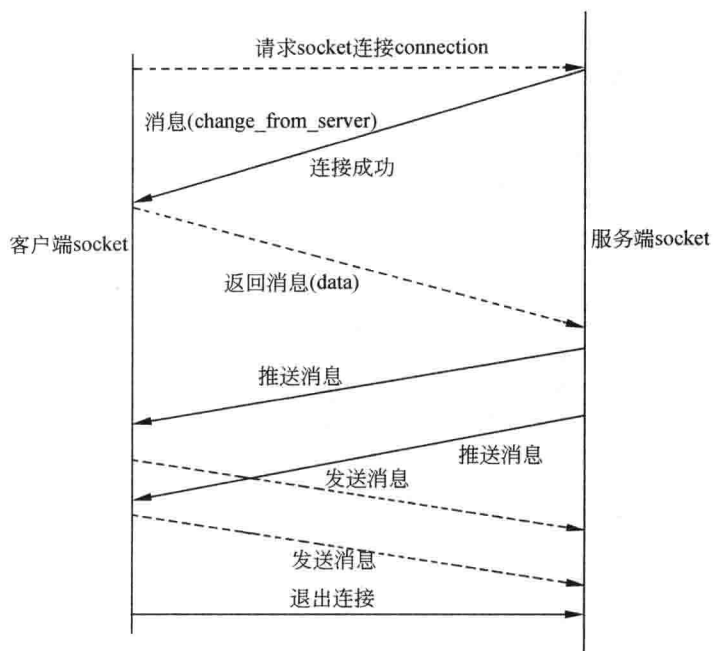 请求socket连接connection
消息(change_from_server)
连接成功
客户端socket
服务端socket
返回消息(data)
推送消息
推送消息
发送消息
发送消息
退出连接